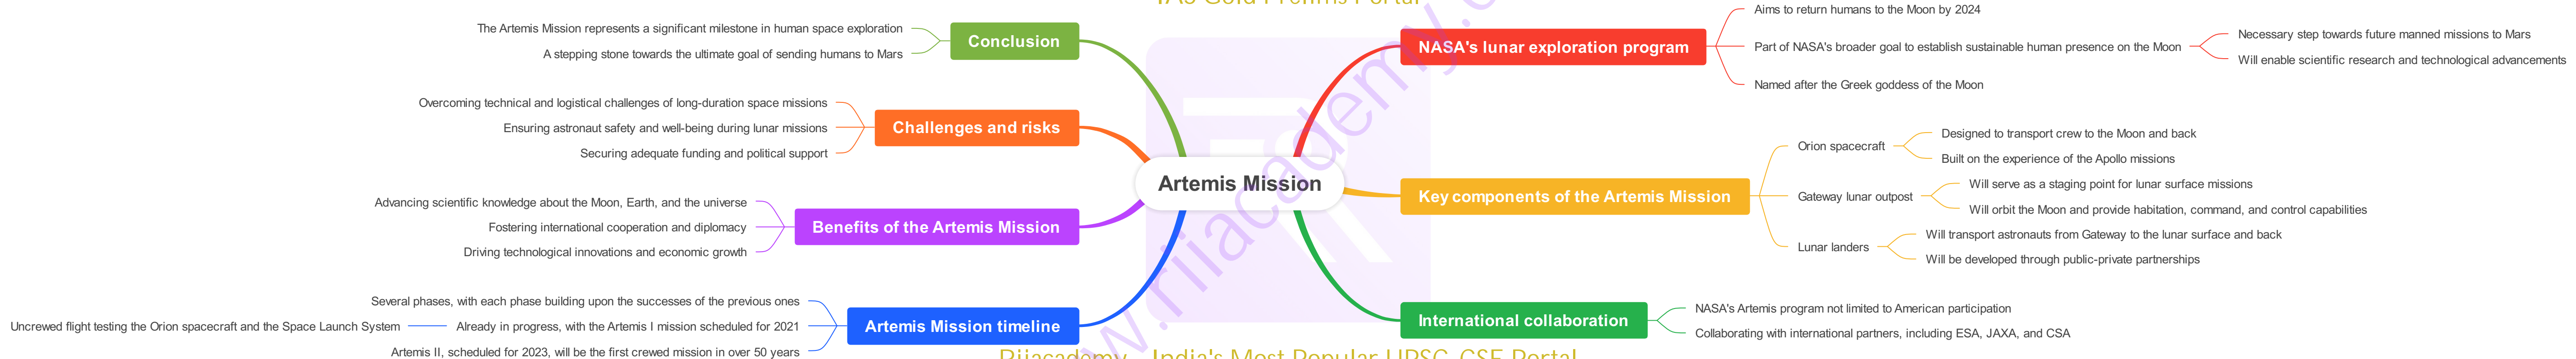 IAS Gold Prelims Portal
Artemis Mission
NASA's lunar exploration program
Aims to return humans to the Moon by 2024
Part of NASA's broader goal to establish sustainable human presence on the Moon
Necessary step towards future manned missions to Mars
Will enable scientific research and technological advancements
Named after the Greek goddess of the Moon
Key components of the Artemis Mission
Orion spacecraft
Designed to transport crew to the Moon and back
Built on the experience of the Apollo missions
Gateway lunar outpost
Will serve as a staging point for lunar surface missions
Will orbit the Moon and provide habitation, command, and control capabilities
Lunar landers
Will transport astronauts from Gateway to the lunar surface and back
Will be developed through public-private partnerships
International collaboration
NASA's Artemis program not limited to American participation
Collaborating with international partners, including ESA, JAXA, and CSA
Conclusion
The Artemis Mission represents a significant milestone in human space exploration
A stepping stone towards the ultimate goal of sending humans to Mars
Challenges and risks
Overcoming technical and logistical challenges of long-duration space missions
Ensuring astronaut safety and well-being during lunar missions
Securing adequate funding and political support
Benefits of the Artemis Mission
Advancing scientific knowledge about the Moon, Earth, and the universe
Fostering international cooperation and diplomacy
Driving technological innovations and economic growth
Artemis Mission timeline
Several phases, with each phase building upon the successes of the previous ones
Already in progress, with the Artemis I mission scheduled for 2021
Uncrewed flight testing the Orion spacecraft and the Space Launch System
Artemis II, scheduled for 2023, will be the first crewed mission in over 50 years
Rijacademy - India's Most Popular UPSC-CSE Portal